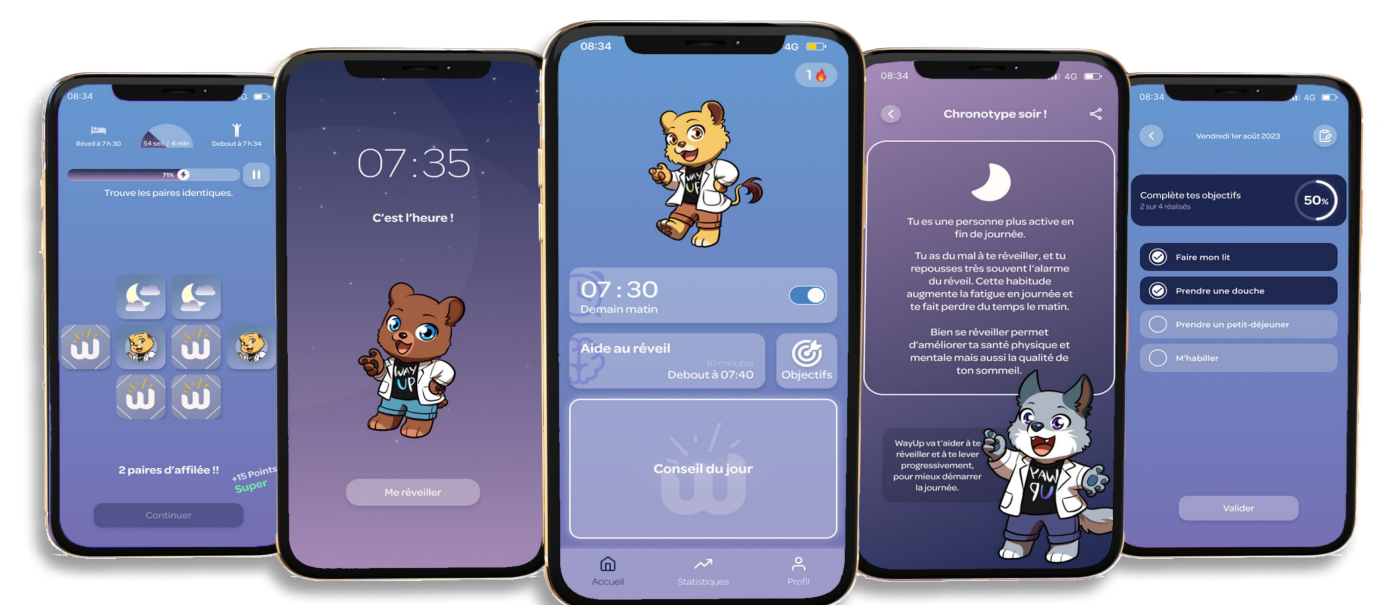 08:34
4G
Réveil à 7 h 30
54 sec / 4 min
Debout à 7 h 34
71%
Trouve les paires identiques.
2 paires d'affilée !!
+15 Points
Super
Continuer
07:35
C'est l'heure !
WAY
UP
Me réveiller
08:34
4G
1
WAY
UP
07:30
Demain matin
Aide au réveil
10 minutes
Debout à 07:40
Objectifs
Conseil du jour
Accueil
Statistiques
Profil
08:34
4G
Chronotype soir !
Tu es une personne plus active en
fin de journée.
Tu as du mal à te réveiller, et tu
repousses très souvent l'alarme
du réveil. Cette habitude
augmente la fatigue en journée et
te fait perdre du temps le matin.
Bien se réveiller permet
d'améliorer ta santé physique et
mentale mais aussi la qualité de
ton sommeil.
WayUp va t'aider à te
réveiller et à te lever
progressivement,
pour mieux démarrer
la journée.
08:34
4G
Vendredi 1er août 2023
Complète tes objectifs
2 sur 4 réalisés
50%
Faire mon lit
Prendre une douche
Prendre un petit-déjeuner
M'habiller
Valider